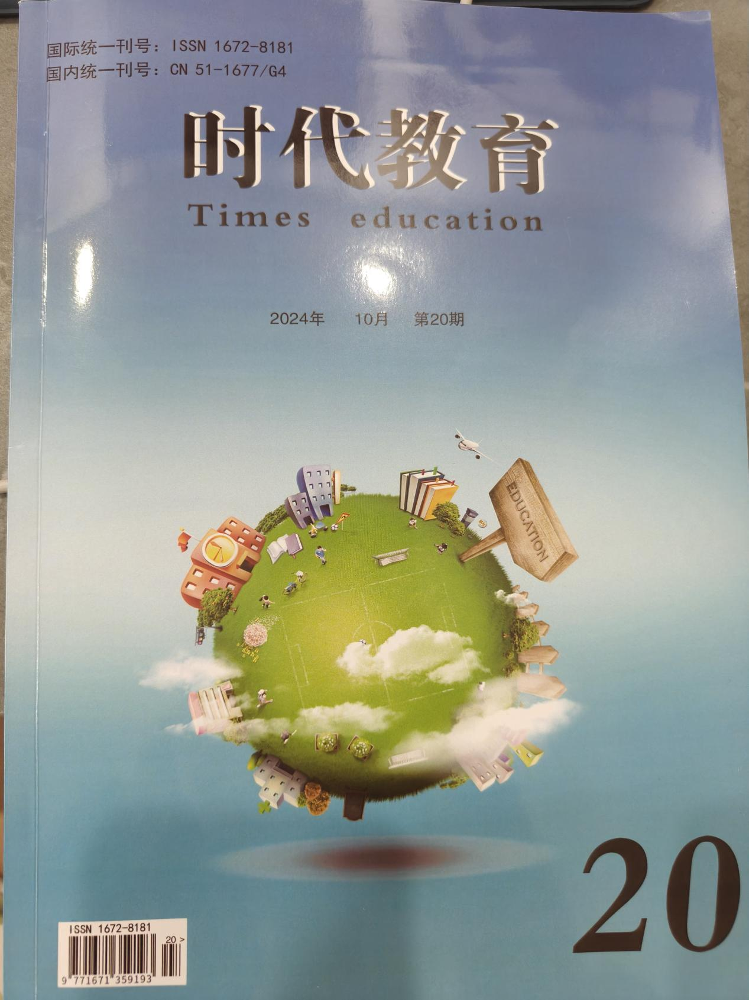 国际统一刊号：ISSN 1672-8181
国内统一刊号：CN 51-1677/G4
时代教育
Times education
2024年 10月 第20期
EDUCATION
20
ISSN 1672-8181
20 >
9 771671 359193